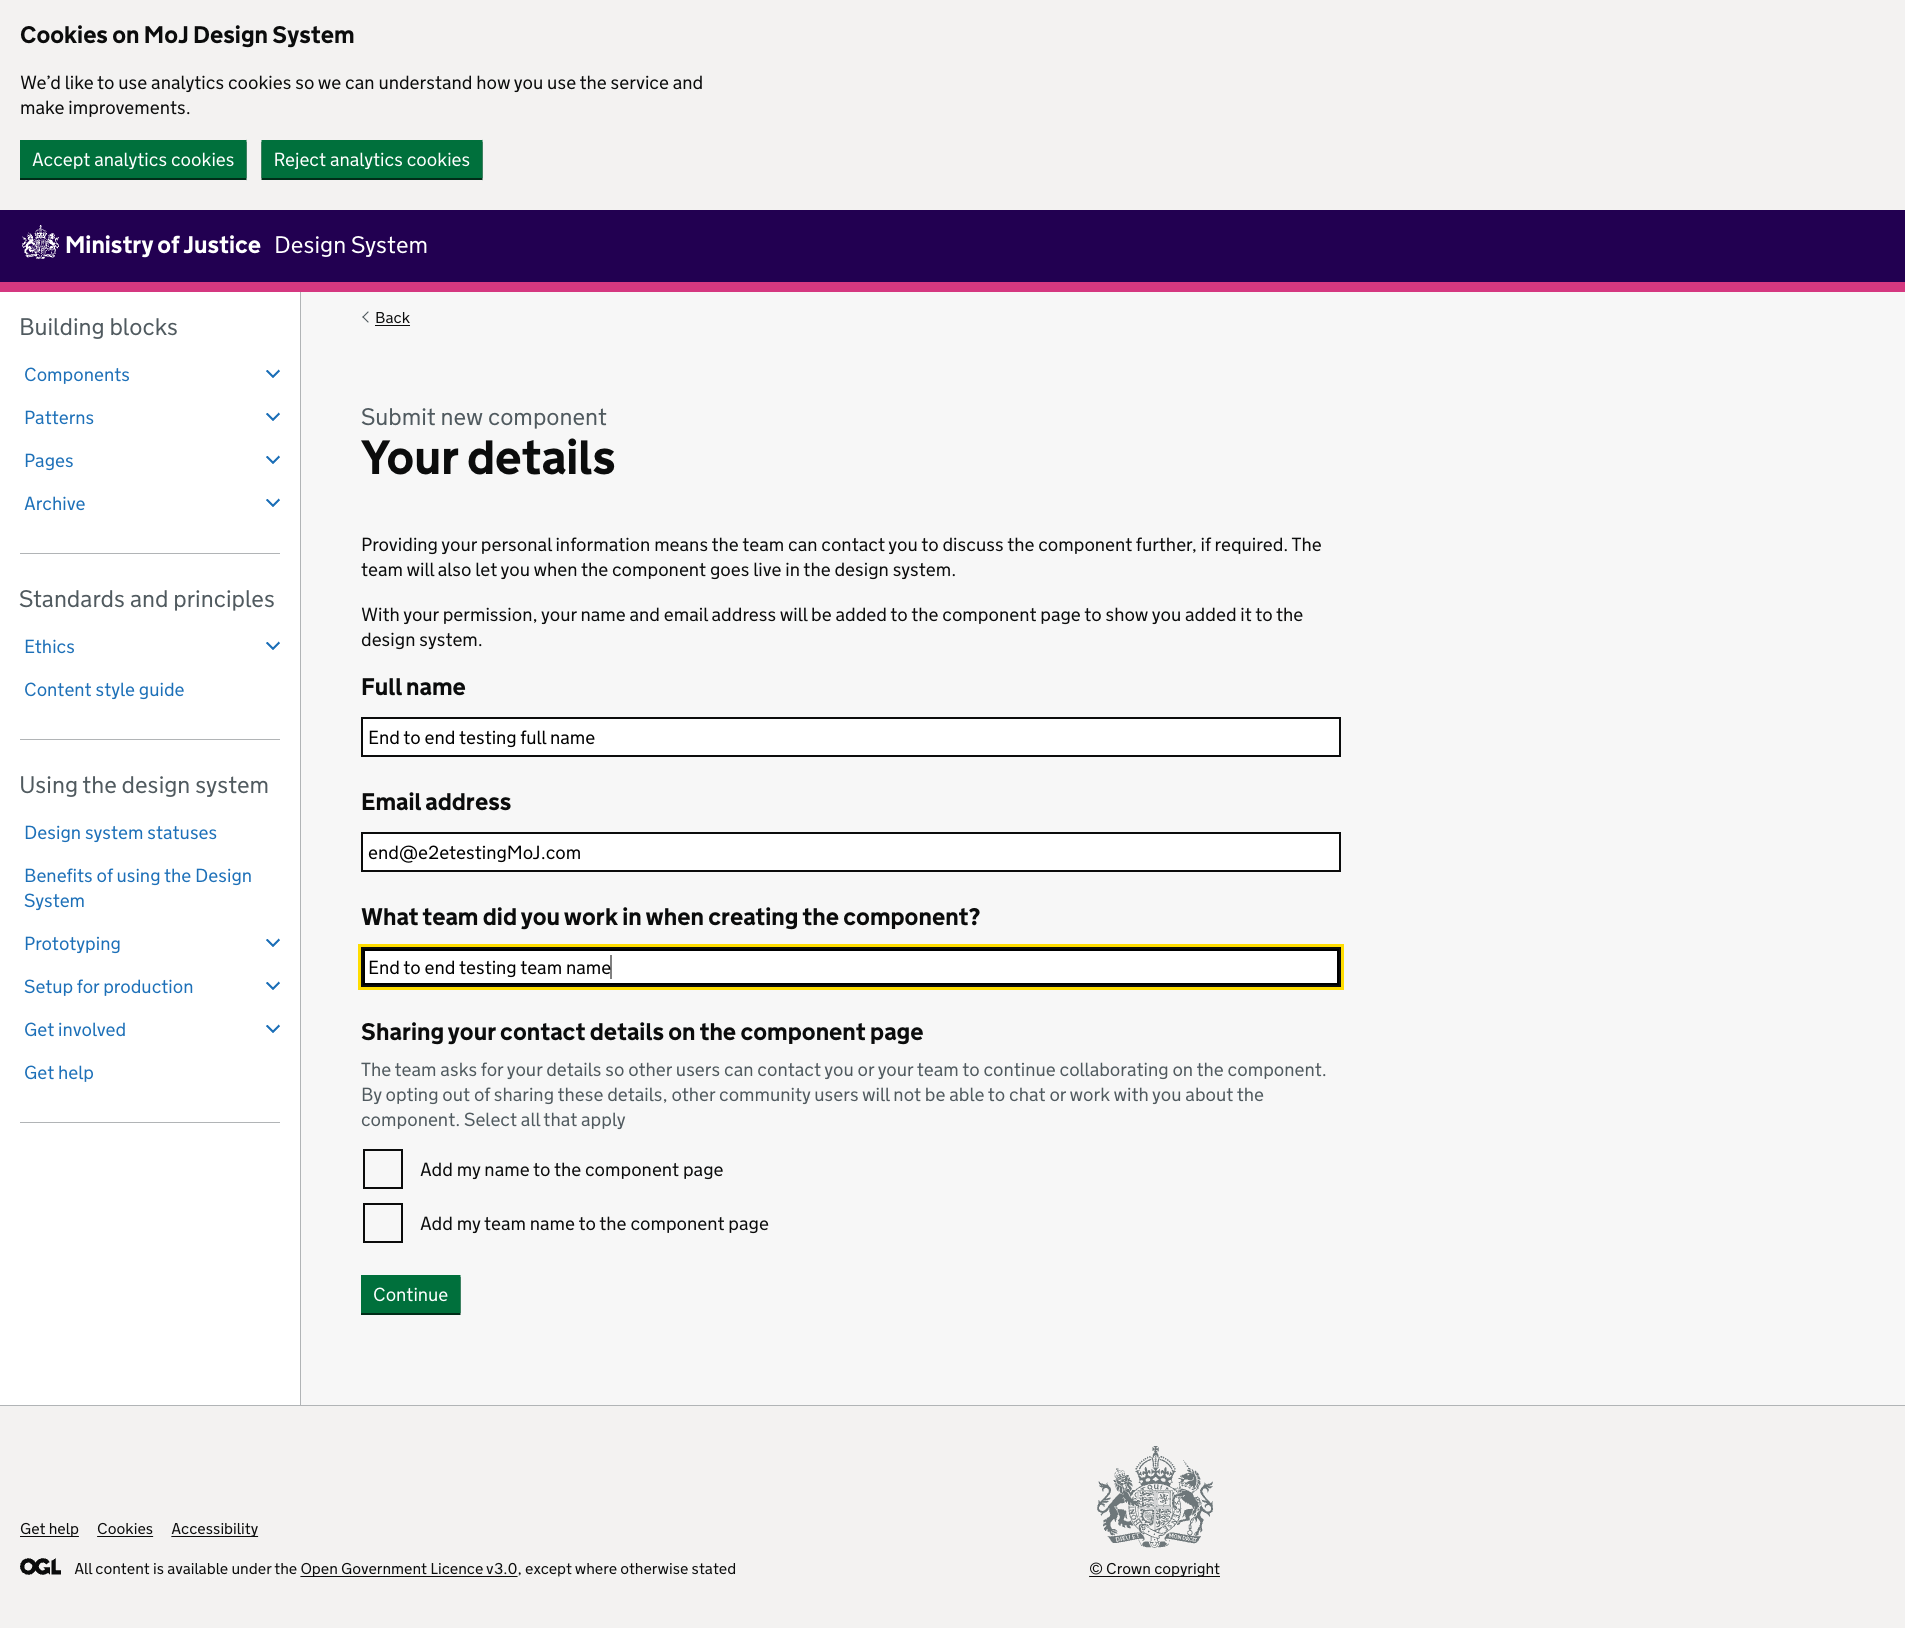 Cookies on MoJ Design System
We’d like to use analytics cookies so we can understand how you use the service and
make improvements.
Accept analytics cookies
Reject analytics cookies
Ministry of Justice Design System
Building blocks
Components
Patterns
Pages
Archive
Standards and principles
Ethics
Content style guide
Using the design system
Design system statuses
Benefits of using the Design
System
Prototyping
Setup for production
Get involved
Get help
Back
Submit new component
Your details
Providing your personal information means the team can contact you to discuss the component further, if required. The
team will also let you when the component goes live in the design system.
With your permission, your name and email address will be added to the component page to show you added it to the
design system.
Full name
End to end testing full name
Email address
end@e2etestingMoJ.com
What team did you work in when creating the component?
End to end testing team name
Sharing your contact details on the component page
The team asks for your details so other users can contact you or your team to continue collaborating on the component.
By opting out of sharing these details, other community users will not be able to chat or work with you about the
component. Select all that apply
Add my name to the component page
Add my team name to the component page
Continue
Get help Cookies Accessibility
OGL All content is available under the Open Government Licence v3.0, except where otherwise stated
© Crown copyright